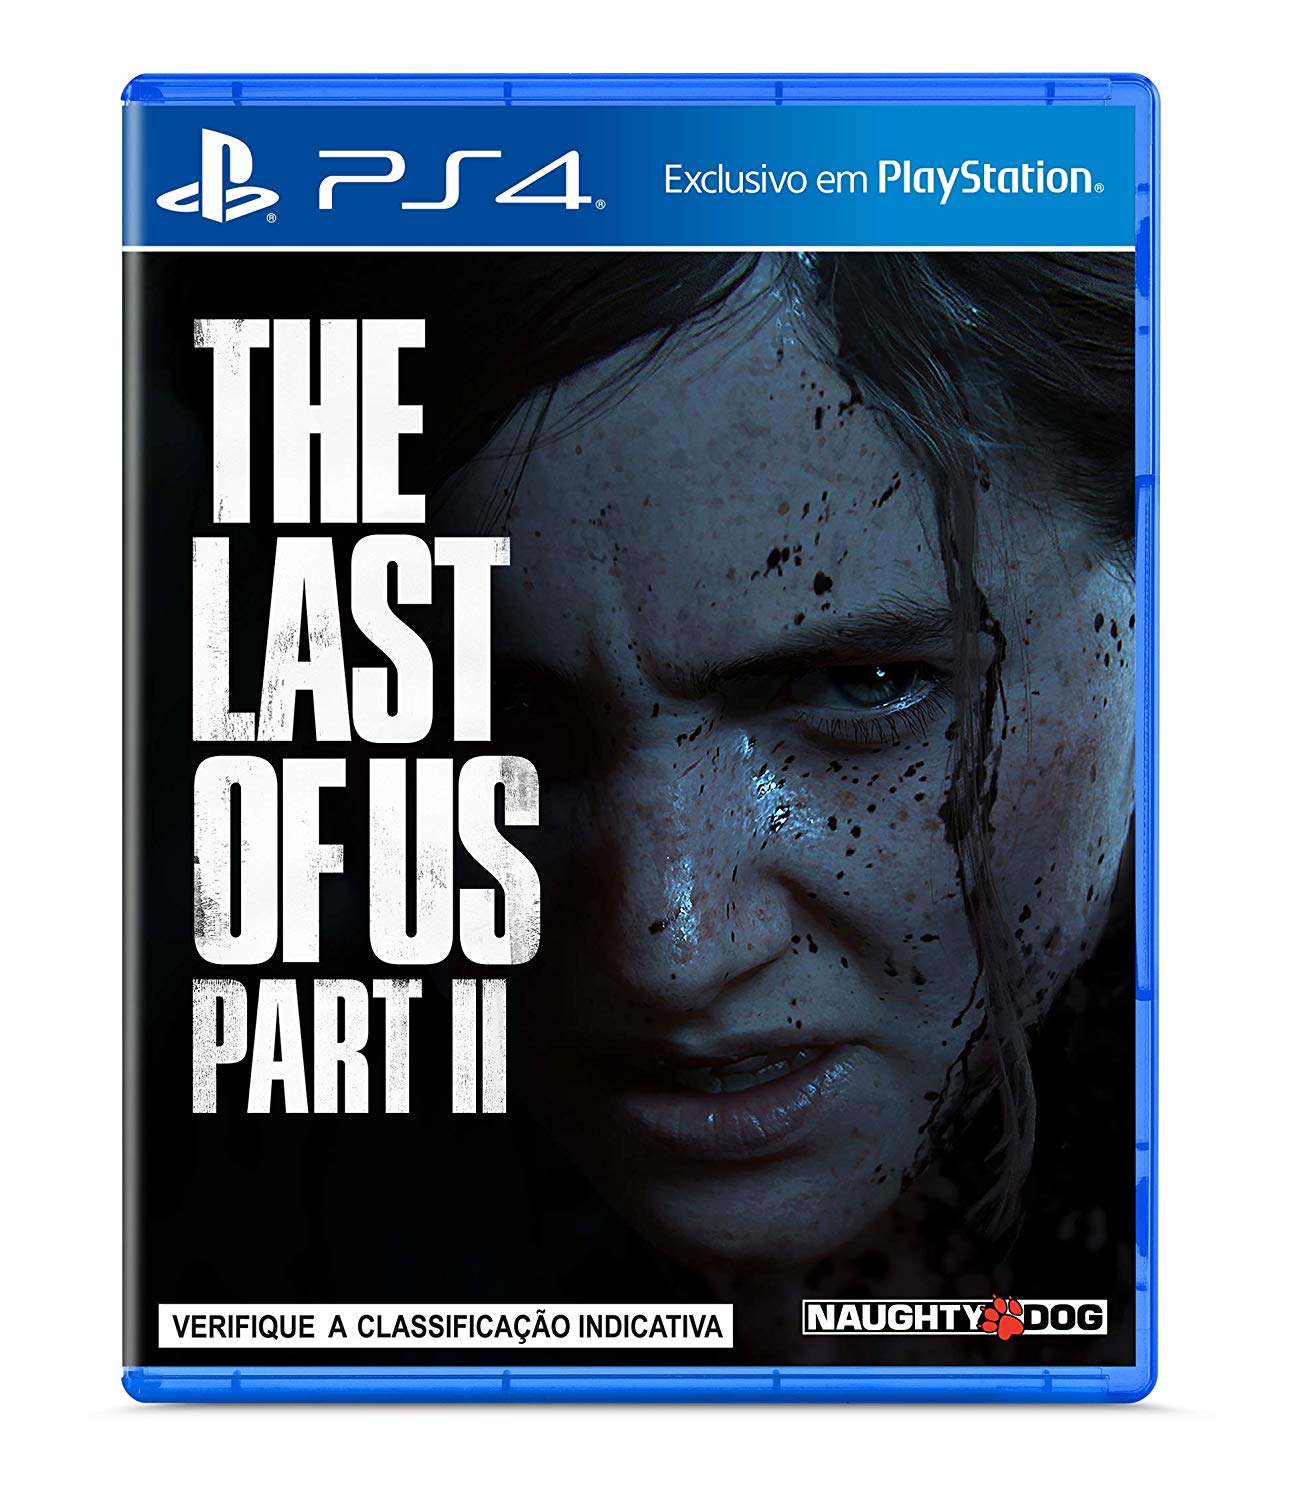 PS4 Exclusivo em PlayStation®
THE
LAST
OF US
PART II
VERIFIQUE A CLASSIFICAÇÃO INDICATIVA
NAUGHTY DOG